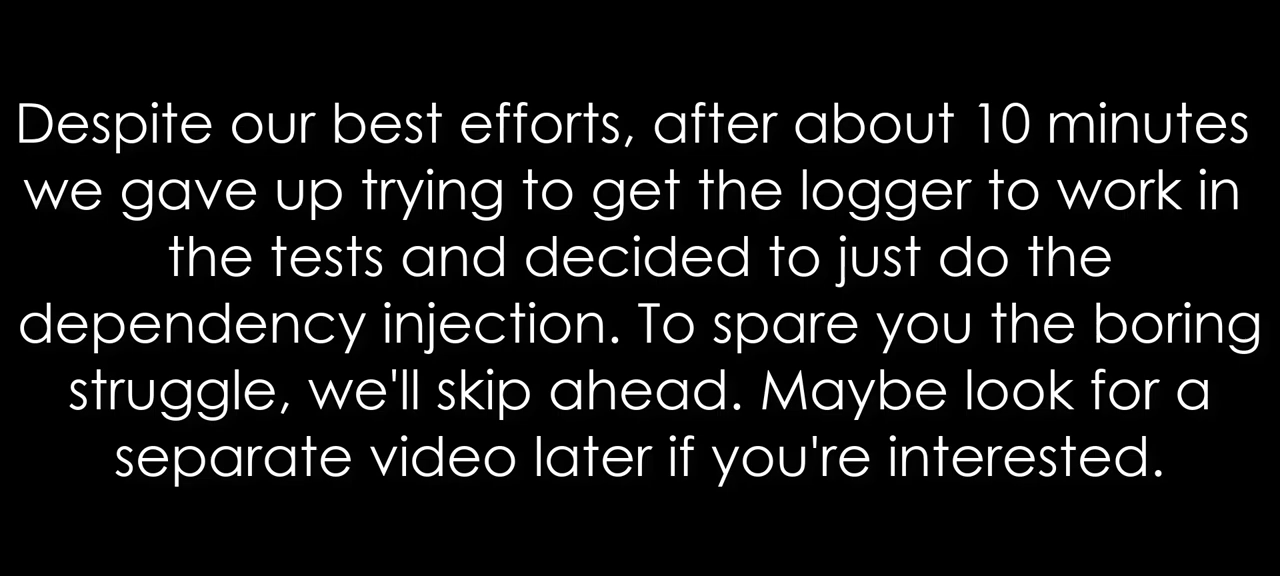 Despite our best efforts, after about 10 minutes
we gave up trying to get the logger to work in
the tests and decided to just do the
dependency injection. To spare you the boring
struggle, we'll skip ahead. Maybe look for a
separate video later if you're interested.